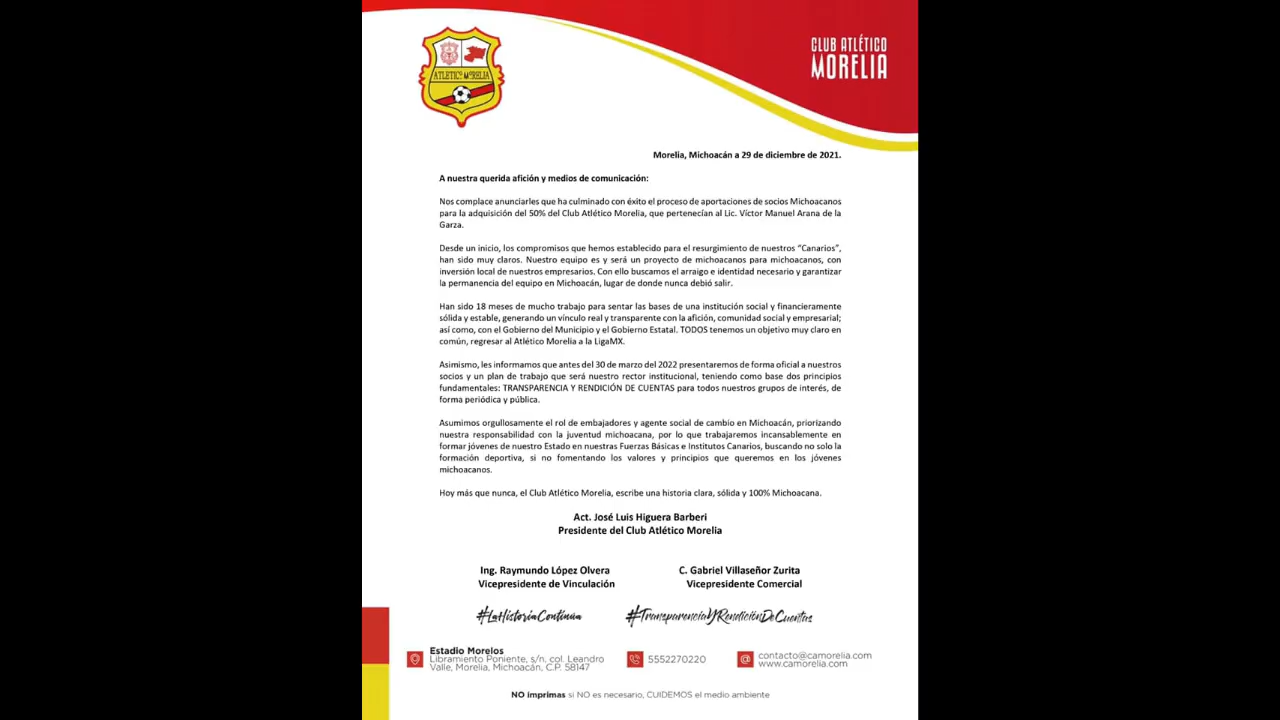 ATLÉTICO MORELIA
CLUB ATLÉTICO
MORELIA
Morelia, Michoacán a 29 de diciembre de 2021.
A nuestra querida afición y medios de comunicación:
Nos complace anunciarles que ha culminado con éxito el proceso de aportaciones de socios Michoacanos
para la adquisición del 50% del Club Atlético Morelia, que pertenecían al Lic. Víctor Manuel Arana de la
Garza.
Desde un inicio, los compromisos que hemos establecido para el resurgimiento de nuestros “Canarios”,
han sido muy claros. Nuestro equipo es y será un proyecto de michoacanos para michoacanos, con
inversión local de nuestros empresarios. Con ello buscamos el arraigo e identidad necesario y garantizar
la permanencia del equipo en Michoacán, lugar de donde nunca debió salir.
Han sido 18 meses de mucho trabajo para sentar las bases de una institución social y financieramente
sólida y estable, generando un vínculo real y transparente con la afición, comunidad social y empresarial;
así como, con el Gobierno del Municipio y el Gobierno Estatal. TODOS tenemos un objetivo muy claro en
común, regresar al Atlético Morelia a la LigaMX.
Asimismo, les informamos que antes del 30 de marzo del 2022 presentaremos de forma oficial a nuestros
socios y un plan de trabajo que será nuestro rector institucional, teniendo como base dos principios
fundamentales: TRANSPARENCIA Y RENDICIÓN DE CUENTAS para todos nuestros grupos de interés, de
forma periódica y pública.
Asumimos orgullosamente el rol de embajadores y agente social de cambio en Michoacán, priorizando
nuestra responsabilidad con la juventud michoacana, por lo que trabajaremos incansablemente en
formar jóvenes de nuestro Estado en nuestras Fuerzas Básicas e Institutos Canarios, buscando no solo la
formación deportiva, si no fomentando los valores y principios que queremos en los jóvenes
michoacanos.
Hoy más que nunca, el Club Atlético Morelia, escribe una historia clara, sólida y 100% Michoacana.
Act. José Luis Higuera Barberi
Presidente del Club Atlético Morelia
Ing. Raymundo López Olvera
Vicepresidente de Vinculación
C. Gabriel Villaseñor Zurita
Vicepresidente Comercial
#LaHistoriaContinúa
#TransparenciaYRendiciónDeCuentas
Estadio Morelos
Libramiento Poniente, s/n. col. Leandro
Valle, Morelia, Michoacán, C.P. 58147
5552270220
contacto@camorelia.com
www.camorelia.com
NO imprimas si NO es necesario, CUIDEMOS el medio ambiente